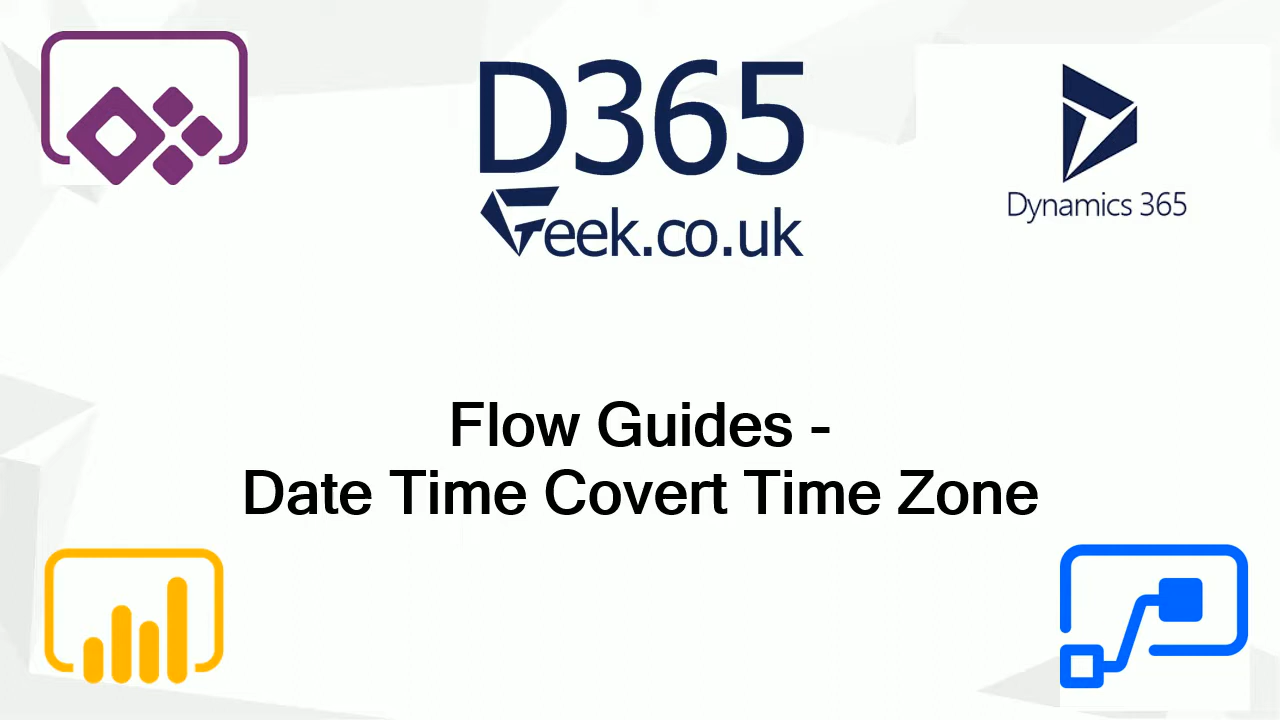 D365
Geek.co.uk
Dynamics 365
Flow Guides -
Date Time Covert Time Zone